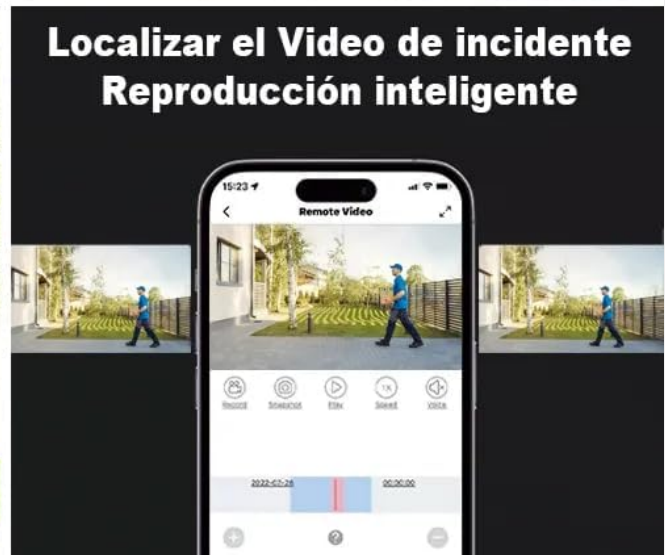 Localizar el Video de incidente
Reproducción inteligente
15:23
Remote Video
Record Snapshot Play 1X Speed Voice
2022-07-28 00:00:00